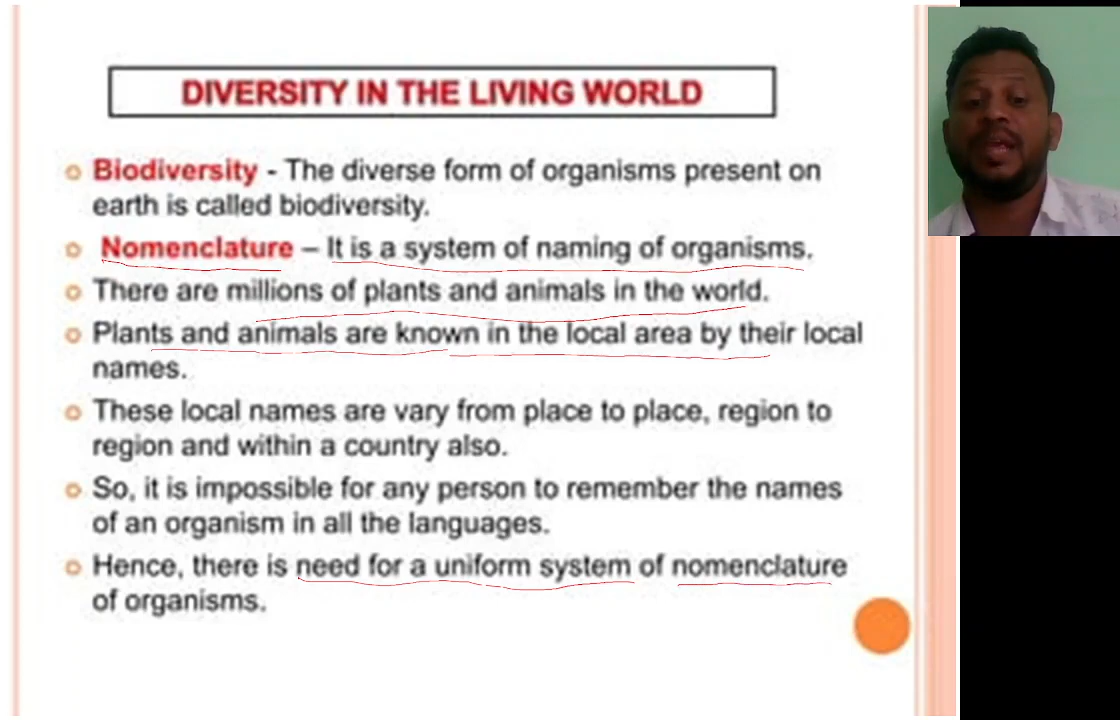 DIVERSITY IN THE LIVING WORLD
Biodiversity - The diverse form of organisms present on
earth is called biodiversity.
Nomenclature – It is a system of naming of organisms.
There are millions of plants and animals in the world.
Plants and animals are known in the local area by their local
names.
These local names are vary from place to place, region to
region and within a country also.
So, it is impossible for any person to remember the names
of an organism in all the languages.
Hence, there is need for a uniform system of nomenclature
of organisms.